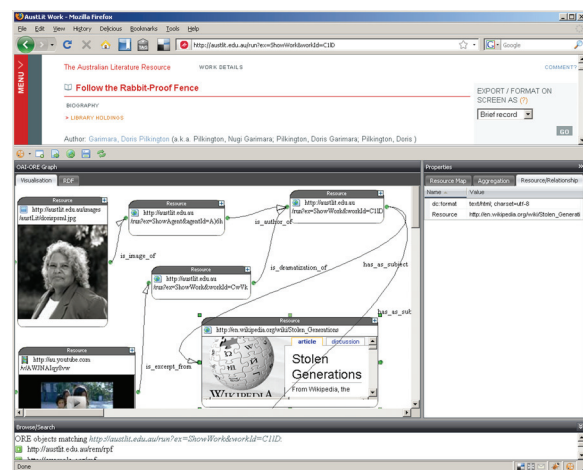 AustLit Work - Mozilla Firefox
File Edit View History Delicious Bookmarks Tools Help
http://austlit.edu.au/run?ex=ShowWork&workId=C1lD
Google
MENU
The Australian Literature Resource WORK DETAILS COMMENT?
Follow the Rabbit-Proof Fence
BIOGRAPHY
LIBRARY HOLDINGS
EXPORT / FORMAT ON
SCREEN AS (?)
Brief record
GO
Author: Garimara, Doris Pilkington (a.k.a. Pilkington, Nugi Garimara; Pilkington, Doris Garimara; Pilkington, Doris )
OAI-ORE Graph
Visualisation RDF
Resource
http://austlit.edu.au/images
Resource
http://austlit.edu.au
Resource
http://austlit.edu.au
/run?ex=ShowWork&workId=C1lD
is_author_of
is_image_of
Resource
http://austlit.edu.au
is_dramatization_of
has_as_subject
Resource
http://en.wikipedia.org/wiki/Stolen_Generations
article discussion
Stolen
Generations
From Wikipedia, the
WIKIPEDIA
Resource
http://au.youtube.com
is_excerpt_from
Properties
Resource Map Aggregation Resource/Relationship
Name Value
dc:format text/html; charset=utf-8
Resource http://en.wikipedia.org/wiki/Stolen_Generati
Browse/Search
ORE objects matching http://austlit.edu.au/run?ex=ShowWork&workId=C1lD:
http://austlit.edu.au/rem/rpf
Done